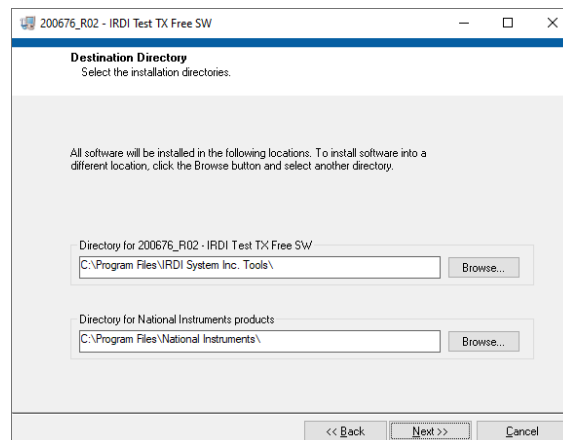 200676_R02 - IRDI Test TX Free SW
Destination Directory
Select the installation directories.
All software will be installed in the following locations. To install software into a
different location, click the Browse button and select another directory.
Directory for 200676_R02 - IRDI Test TX Free SW
C:\Program Files\IRDI System Inc. Tools\
Browse...
Directory for National Instruments products
C:\Program Files\National Instruments\
Browse...
<< Back
Next >>
Cancel